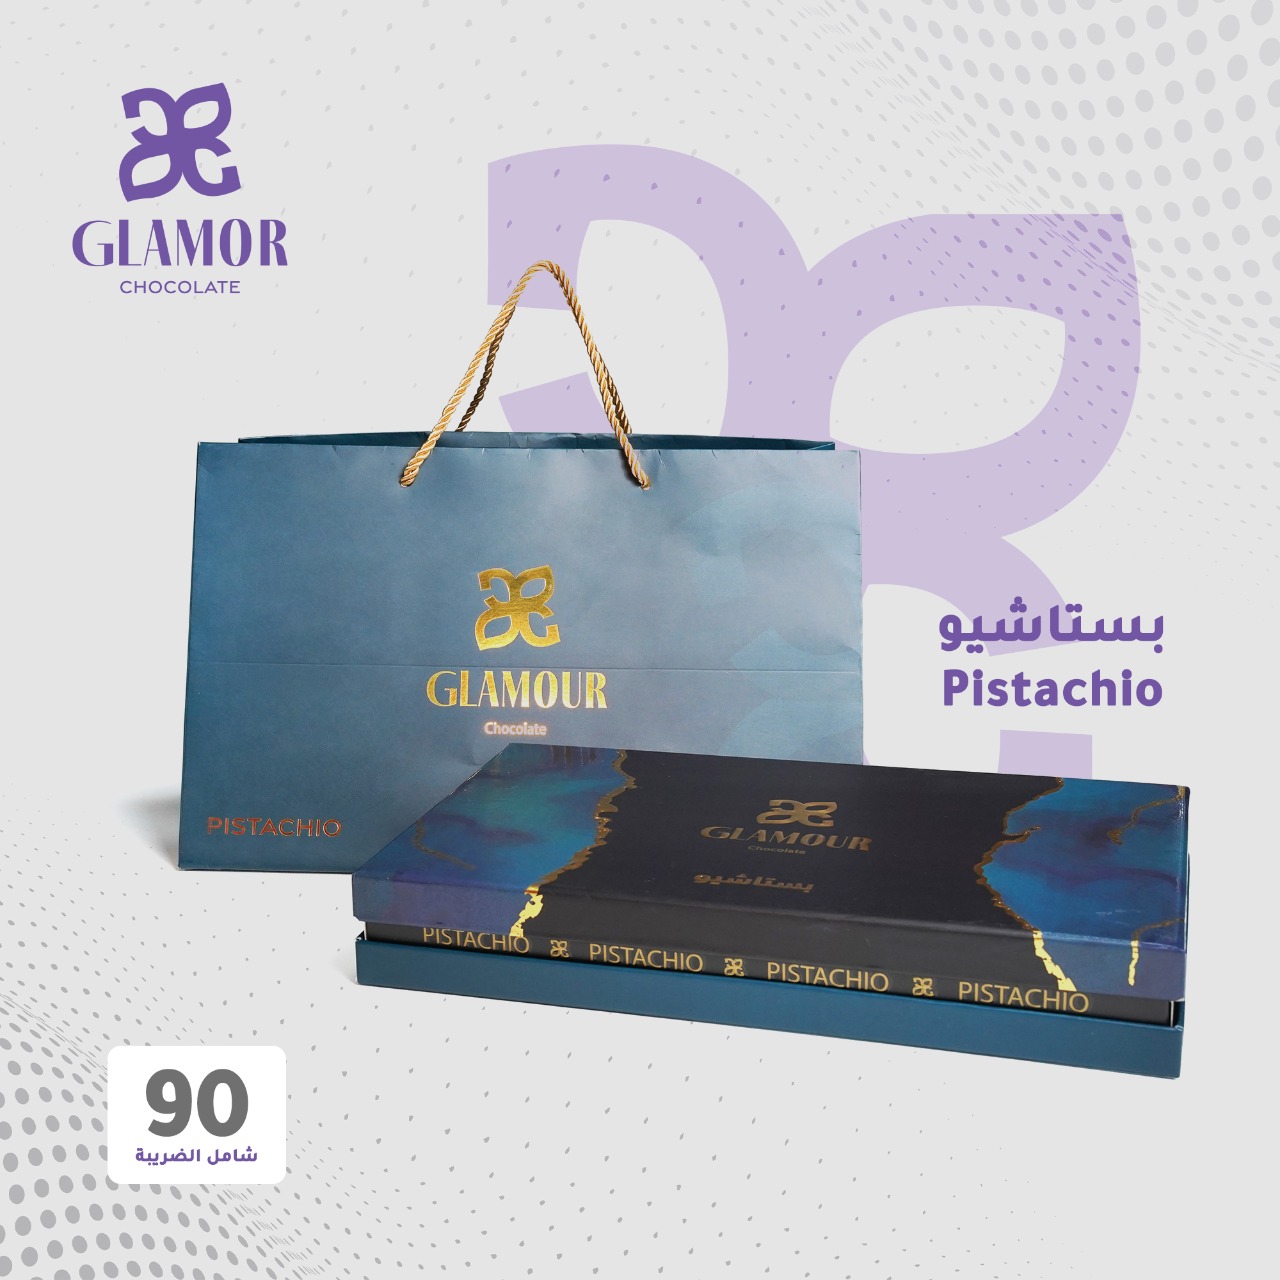 GLAMOR
CHOCOLATE
بستاشيو
Pistachio
GLAMOUR
Chocolate
PISTACHIO
GLAMOUR
Chocolate
بستاشيو
PISTACHIO PISTACHIO PISTACHIO PISTACHIO
90
شامل الضريبة